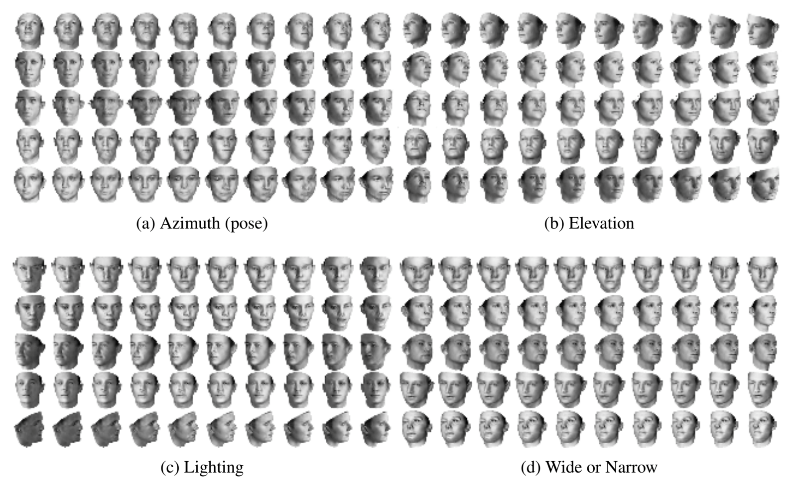 (a) Azimuth (pose)
(b) Elevation
(c) Lighting
(d) Wide or Narrow